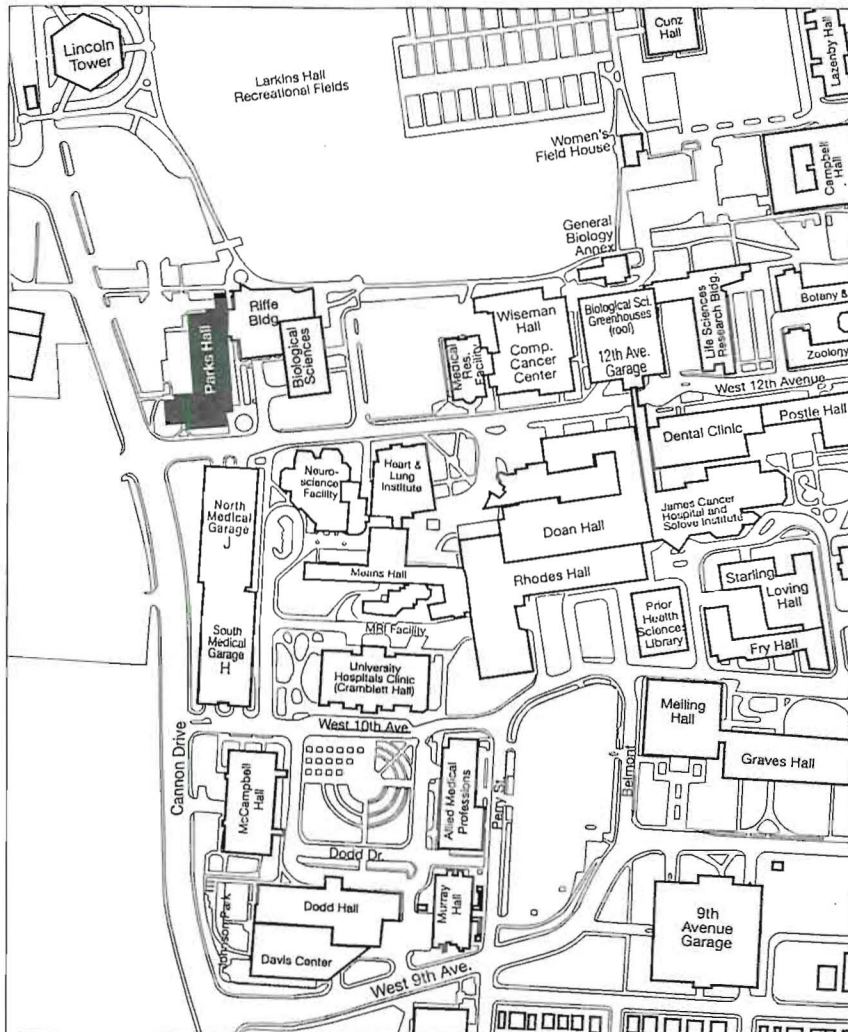 Lincoln
Tower
Larkins Hall
Recreational Fields
Cunz
Hall
Lazenby Hall
Women's
Field House
Campbell
Hall
General
Biology
Annex
Parks Hall
Riffe
Bldg.
Biological
Sciences
Medical
Res.
Facility
Wiseman
Hall
Comp.
Cancer
Center
Biological Sci.
Greenhouses
(roof)
12th Ave.
Garage
Life Sciences
Research Bldg.
Botany &
Zoology
West 12th Avenue
Dental Clinic
Postle Hall
North
Medical
Garage
J
Neuro-
science
Facility
Heart &
Lung
Institute
Doan Hall
James Cancer
Hospital and
Solove Institute
Means Hall
Rhodes Hall
Starling
Loving
Hall
Fry Hall
Prior
Health
Sciences
Library
MRI Facility
South
Medical
Garage
H
University
Hospitals Clinic
(Cramblett Hall)
West 10th Ave
Meiling
Hall
Graves Hall
Cannon Drive
McCampbell
Hall
Allied Medical
Professions
Perry St.
Belmont
Dodd Dr.
Johnson Park
Dodd Hall
Davis Center
Murray
Hall
9th
Avenue
Garage
West 9th Ave.